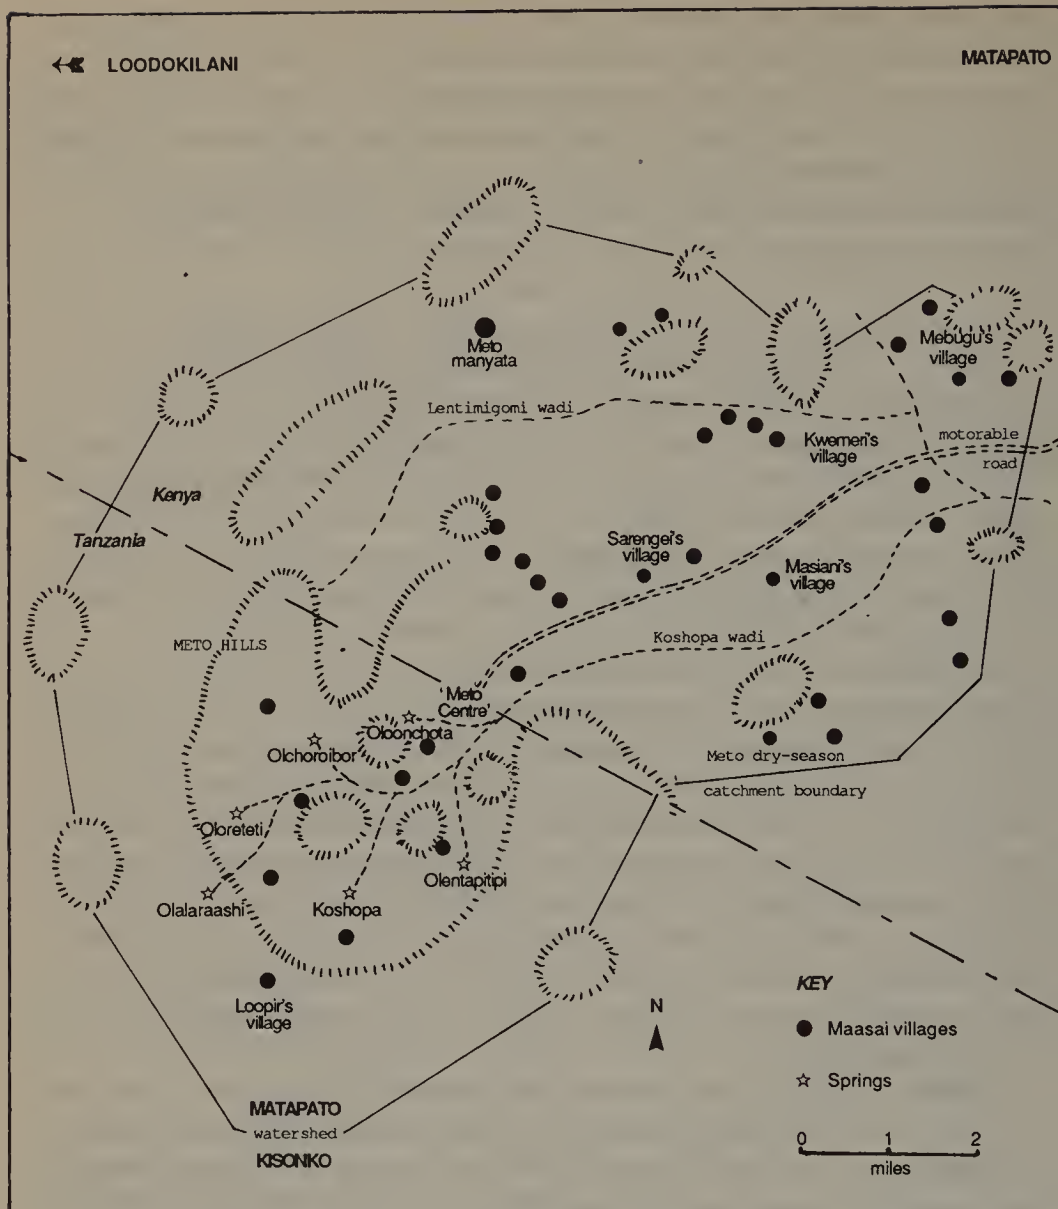 LOODOKILANI
MATAPATO
Meto
manyata
Mebugu's
village
Lentimigomi wadi
Kwemeri's
village
motorable
road
Kenya
Tanzania
Sarengei's
village
Masiani's
village
METO HILLS
Koshopa wadi
'Meto
Centre'
Oloonchota
Olchoroibor
Meto dry-season
catchment boundary
Oloreteti
Olentapitipi
Olalaraashi
Koshopa
Loopir's
village
N
KEY
Maasai villages
Springs
MATAPATO
watershed
KISONKO
0 1 2
miles